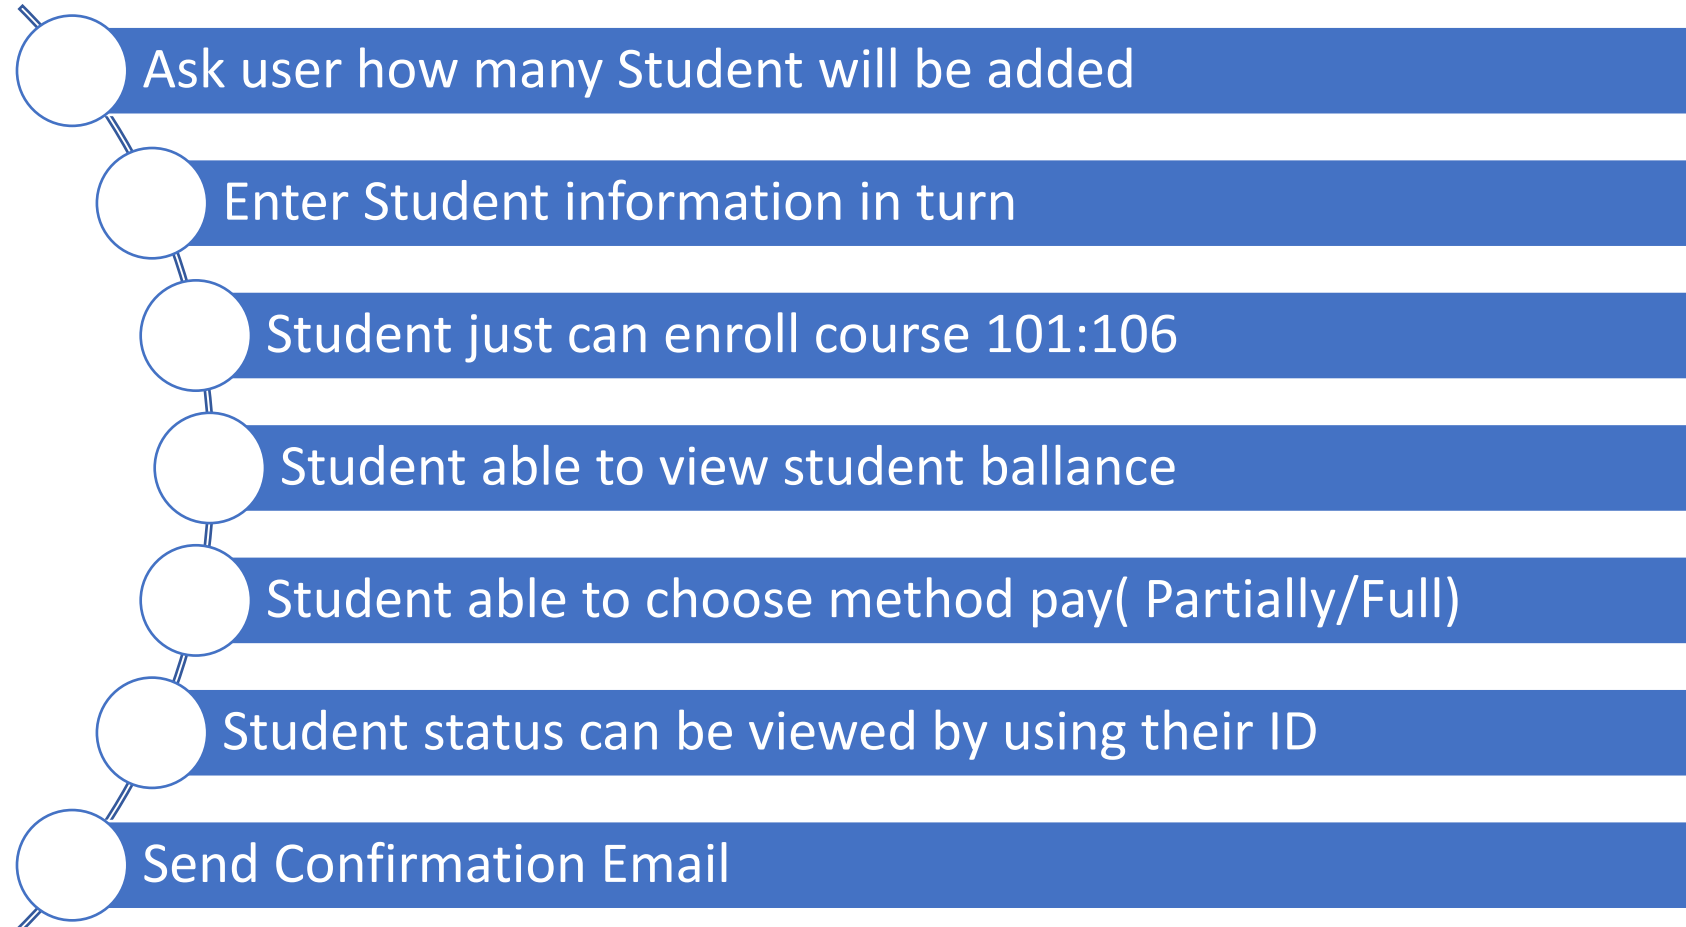 Ask user how many Student will be added
Enter Student information in turn
Student just can enroll course 101:106
Student able to view student ballance
Student able to choose method pay( Partially/Full)
Student status can be viewed by using their ID
Send Confirmation Email